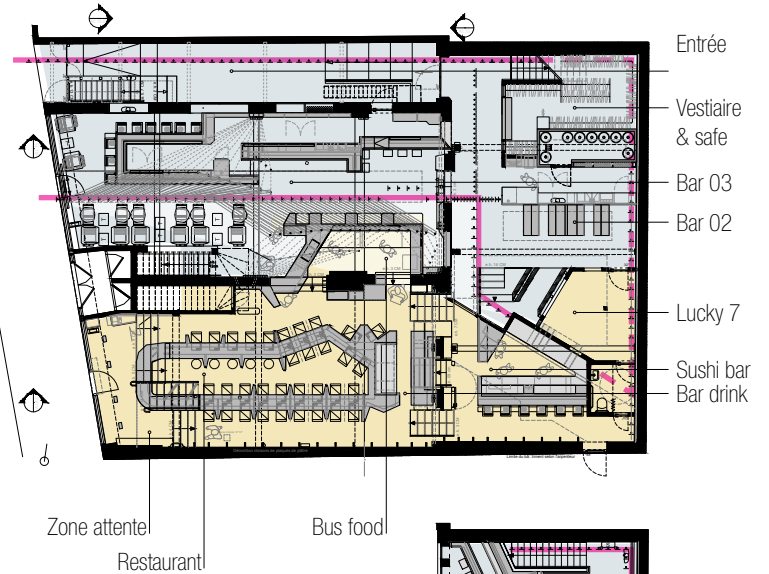 Entrée
Vestiaire
& safe
Bar 03
Bar 02
Lucky 7
Sushi bar
Bar drink
Zone attente
Bus food
Restaurant